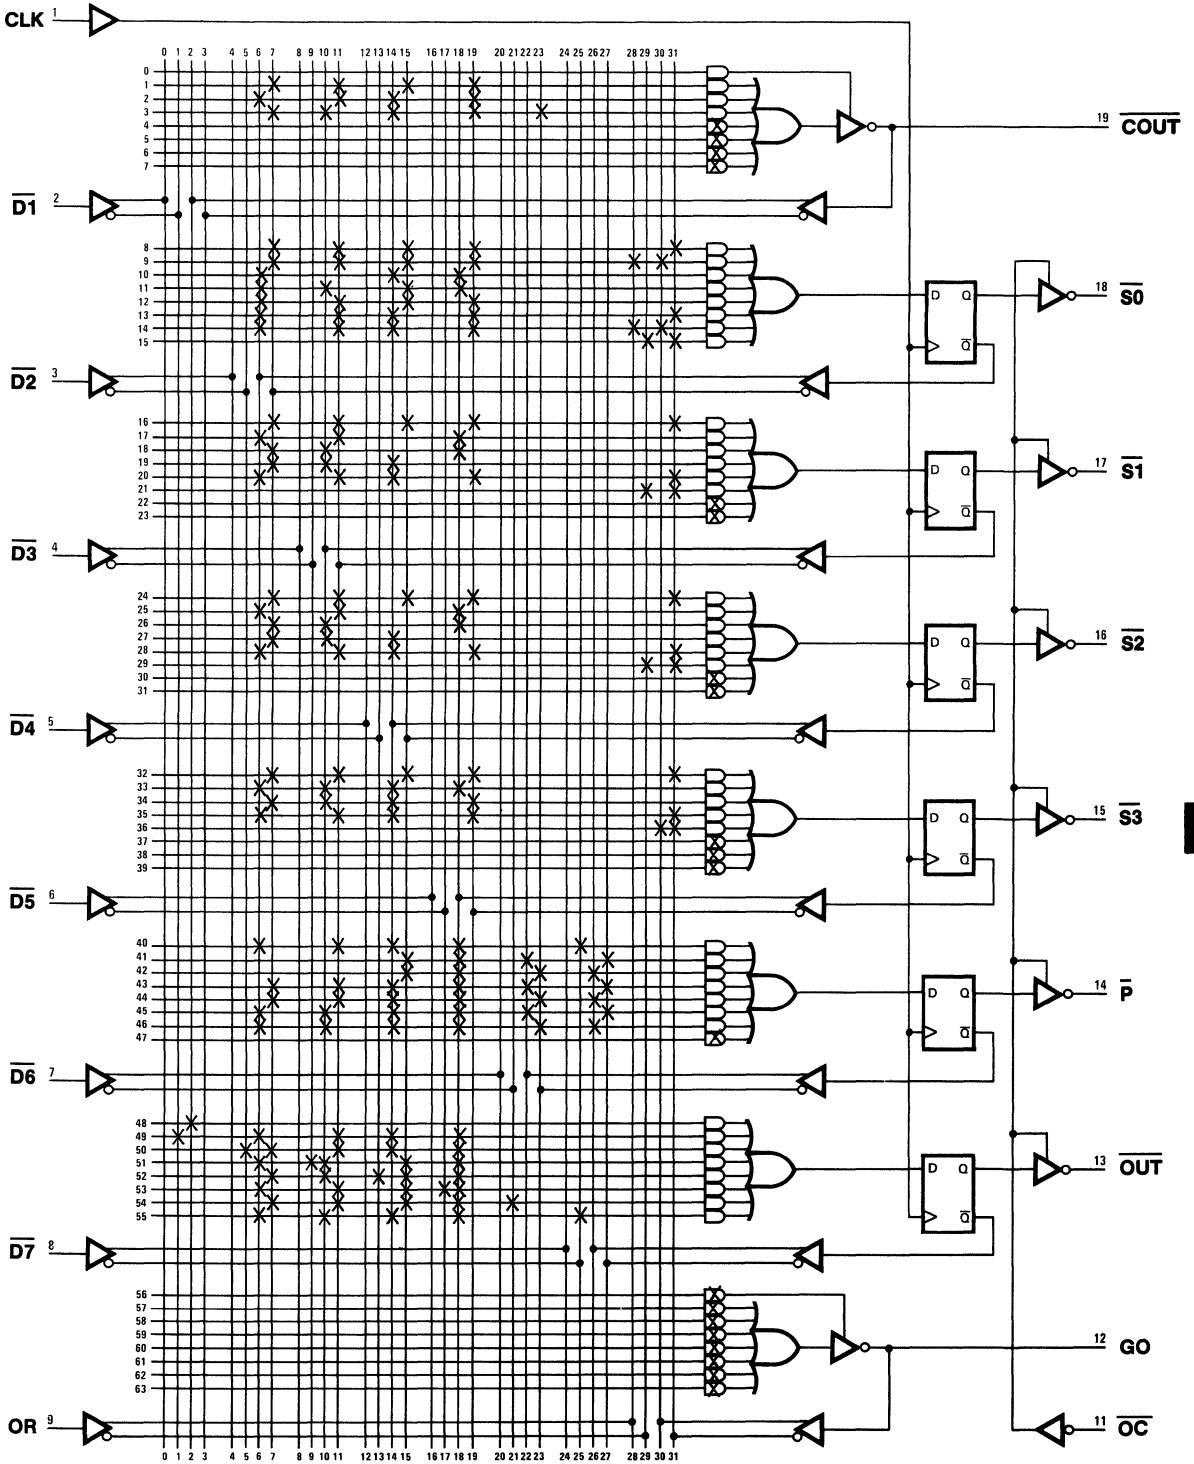 CLK 1
0 1 2 3 4 5 6 7 8 9 10 11 12 13 14 15 16 17 18 19 20 21 22 23 24 25 26 27 28 29 30 31
0
1
2
3
4
5
6
7
19 COUT
D1 2
8
9
10
11
12
13
14
15
D Q
Q
18 S0
D2 3
16
17
18
19
20
21
22
23
D Q
Q
17 S1
D3 4
24
25
26
27
28
29
30
31
D Q
Q
16 S2
D4 5
32
33
34
35
36
37
38
39
D Q
Q
15 S3
D5 6
40
41
42
43
44
45
46
47
D Q
Q
14 P
D6 7
48
49
50
51
52
53
54
55
D Q
Q
13 OUT
D7 8
56
57
58
59
60
61
62
63
12 GO
OR 9
11 OC
0 1 2 3 4 5 6 7 8 9 10 11 12 13 14 15 16 17 18 19 20 21 22 23 24 25 26 27 28 29 30 31